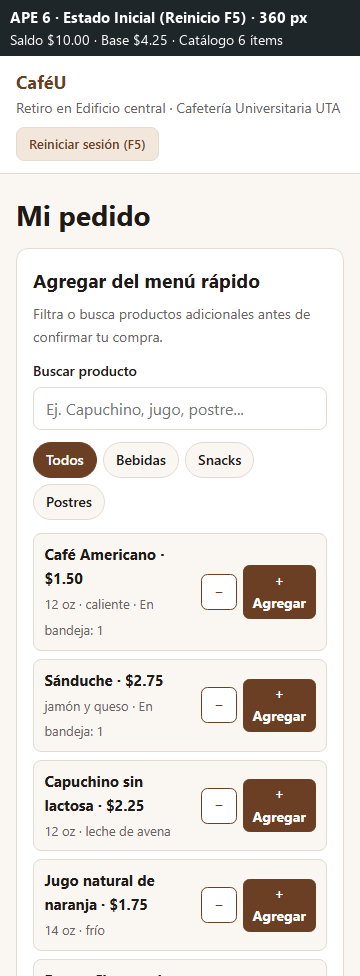 APE 6 · Estado Inicial (Reinicio F5) · 360 px
Saldo $10.00 · Base $4.25 · Catálogo 6 ítems
CaféU
Retiro en Edificio central · Cafetería Universitaria UTA
Reiniciar sesión (F5)
Mi pedido
Agregar del menú rápido
Filtra o busca productos adicionales antes de
confirmar tu compra.
Buscar producto
Ej. Capuchino, jugo, postre...
Todos
Bebidas
Snacks
Postres
Café Americano ·
$1.50
12 oz · caliente · En
bandeja: 1
−
+
Agregar
Sánduche · $2.75
jamón y queso · En
bandeja: 1
−
+
Agregar
Capuchino sin
lactosa · $2.25
12 oz · leche de avena
−
+
Agregar
Jugo natural de
naranja · $1.75
14 oz · frío
−
+
Agregar